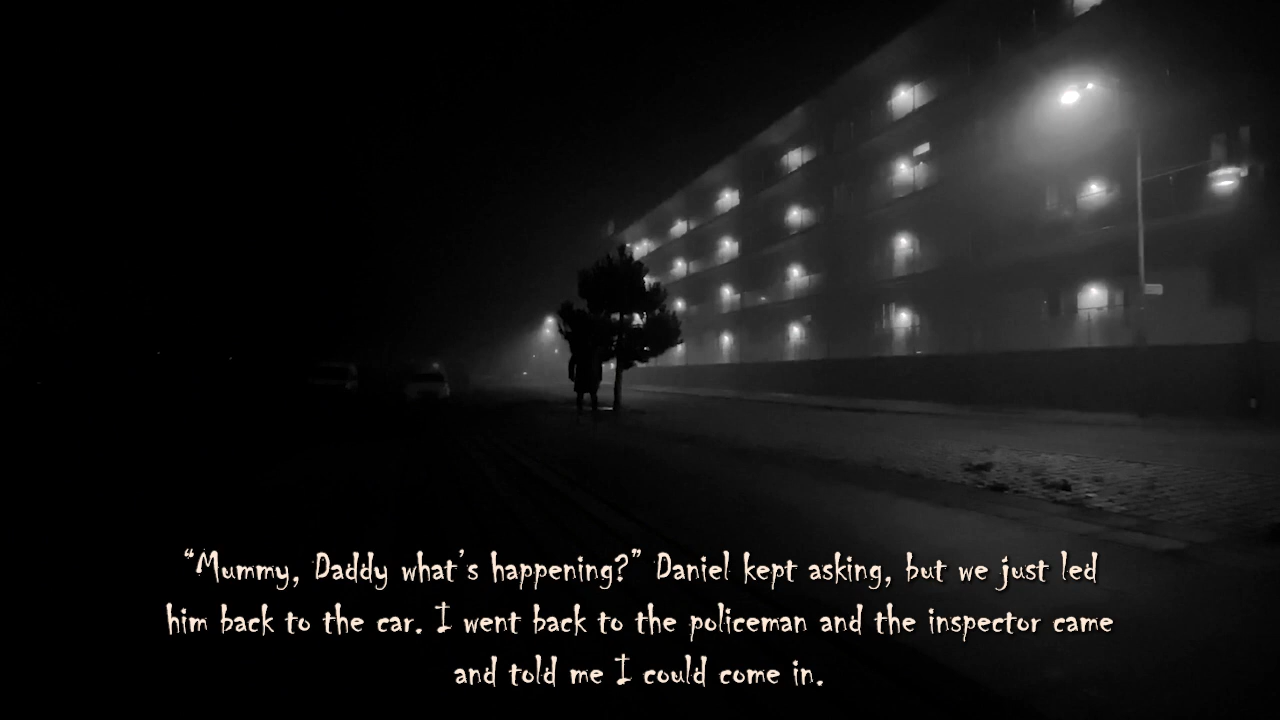 “Mummy, Daddy what’s happening?” Daniel kept asking, but we just led
him back to the car. I went back to the policeman and the inspector came
and told me I could come in.